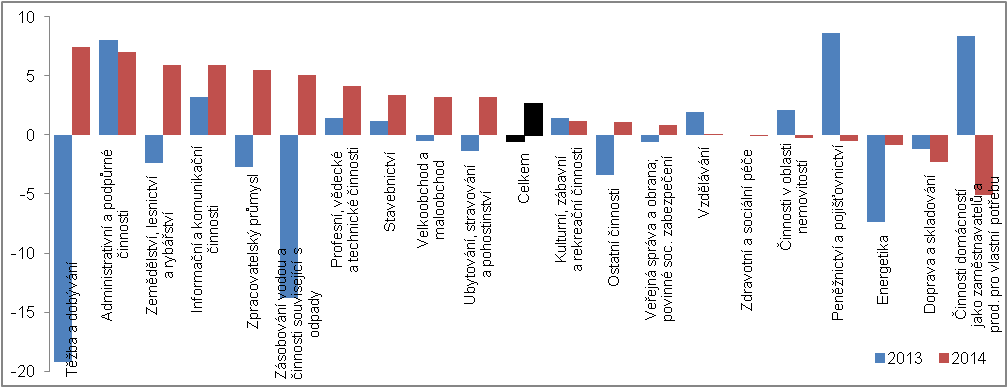 10
5
0
-5
-10
-15
-20
Těžba a dobývání
Administrativní a podpůrné
činnosti
Zemědělství, lesnictví
a rybářství
Informační a komunikační
činnosti
Zpracovatelský průmysl
Zásobování vodou a
činnosti související s
odpady
Profesní, vědecké
a technické činnosti
Stavebnictví
Velkoobchod a
maloobchod
Ubytování, stravování
a pohostinství
Celkem
Kulturní, zábavní
a rekreační činnosti
Ostatní činnosti
Veřejná správa a obrana;
povinné soc. zabezpečení
Vzdělávání
Zdravotní a sociální péče
Činnosti v oblasti
nemovitostí
Peněžnictví a pojišťovnictví
Energetika
Doprava a skladování
Činnosti domácností
jako zaměstnavatelů a
prod. pro vlastní potřebu
2013
2014